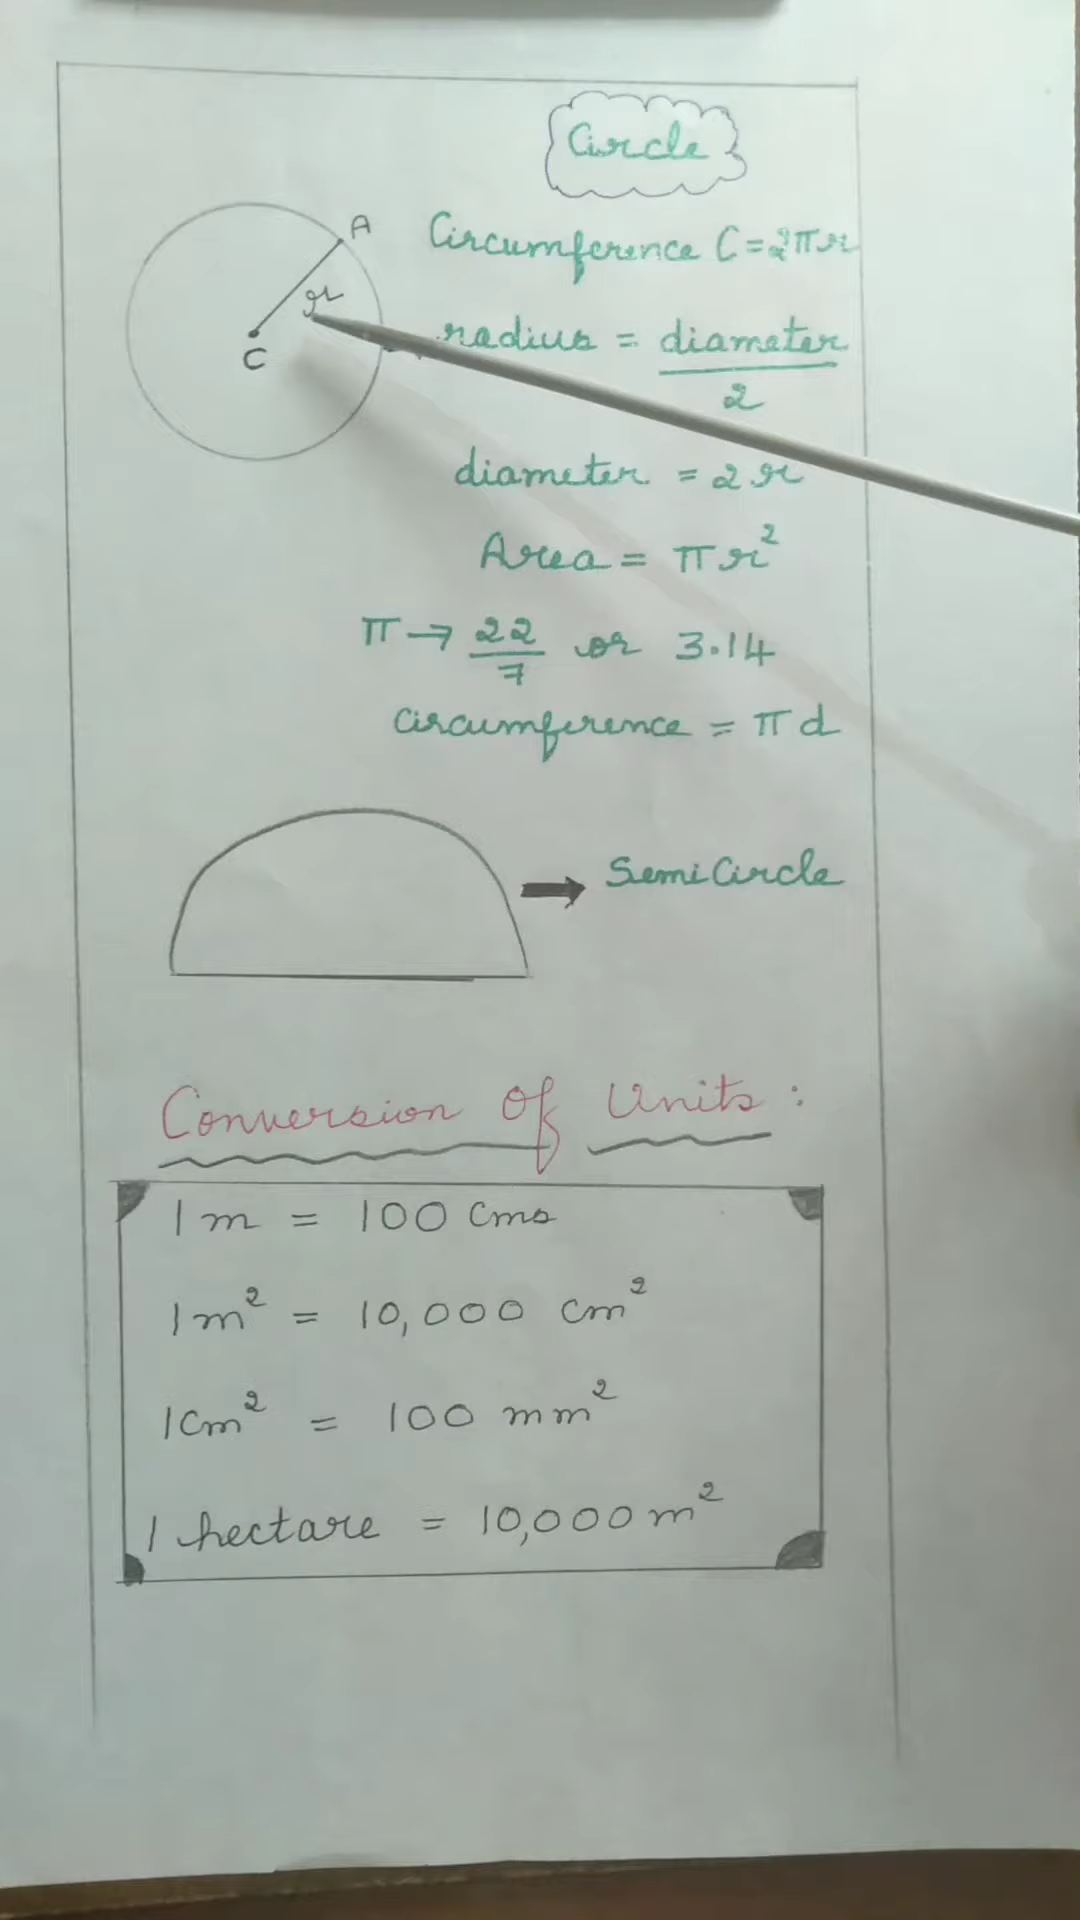 Circle
A
r
C
Circumference C = 2πr
radius = diameter
2
diameter = 2r
Area = πr²
π → 22/7 or 3.14
circumference = πd
Semi Circle
Conversion Of Units :
1 m = 100 cms
1 m² = 10,000 cm²
1 cm² = 100 mm²
1 hectare = 10,000 m²